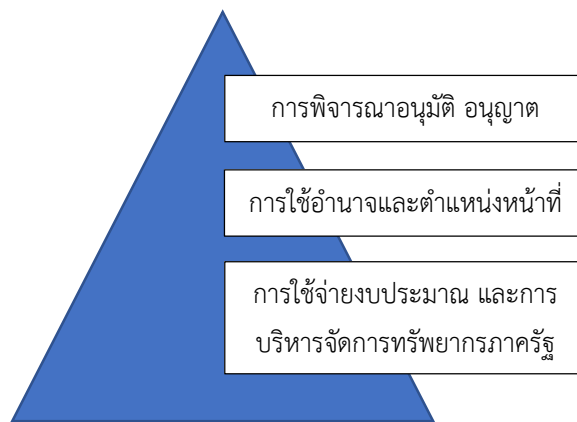 การพิจารณาอนุมัติ อนุญาต
การใช้อำนาจและตำแหน่งหน้าที่
การใช้จ่ายงบประมาณ และการ
บริหารจัดการทรัพยากรภาครัฐ